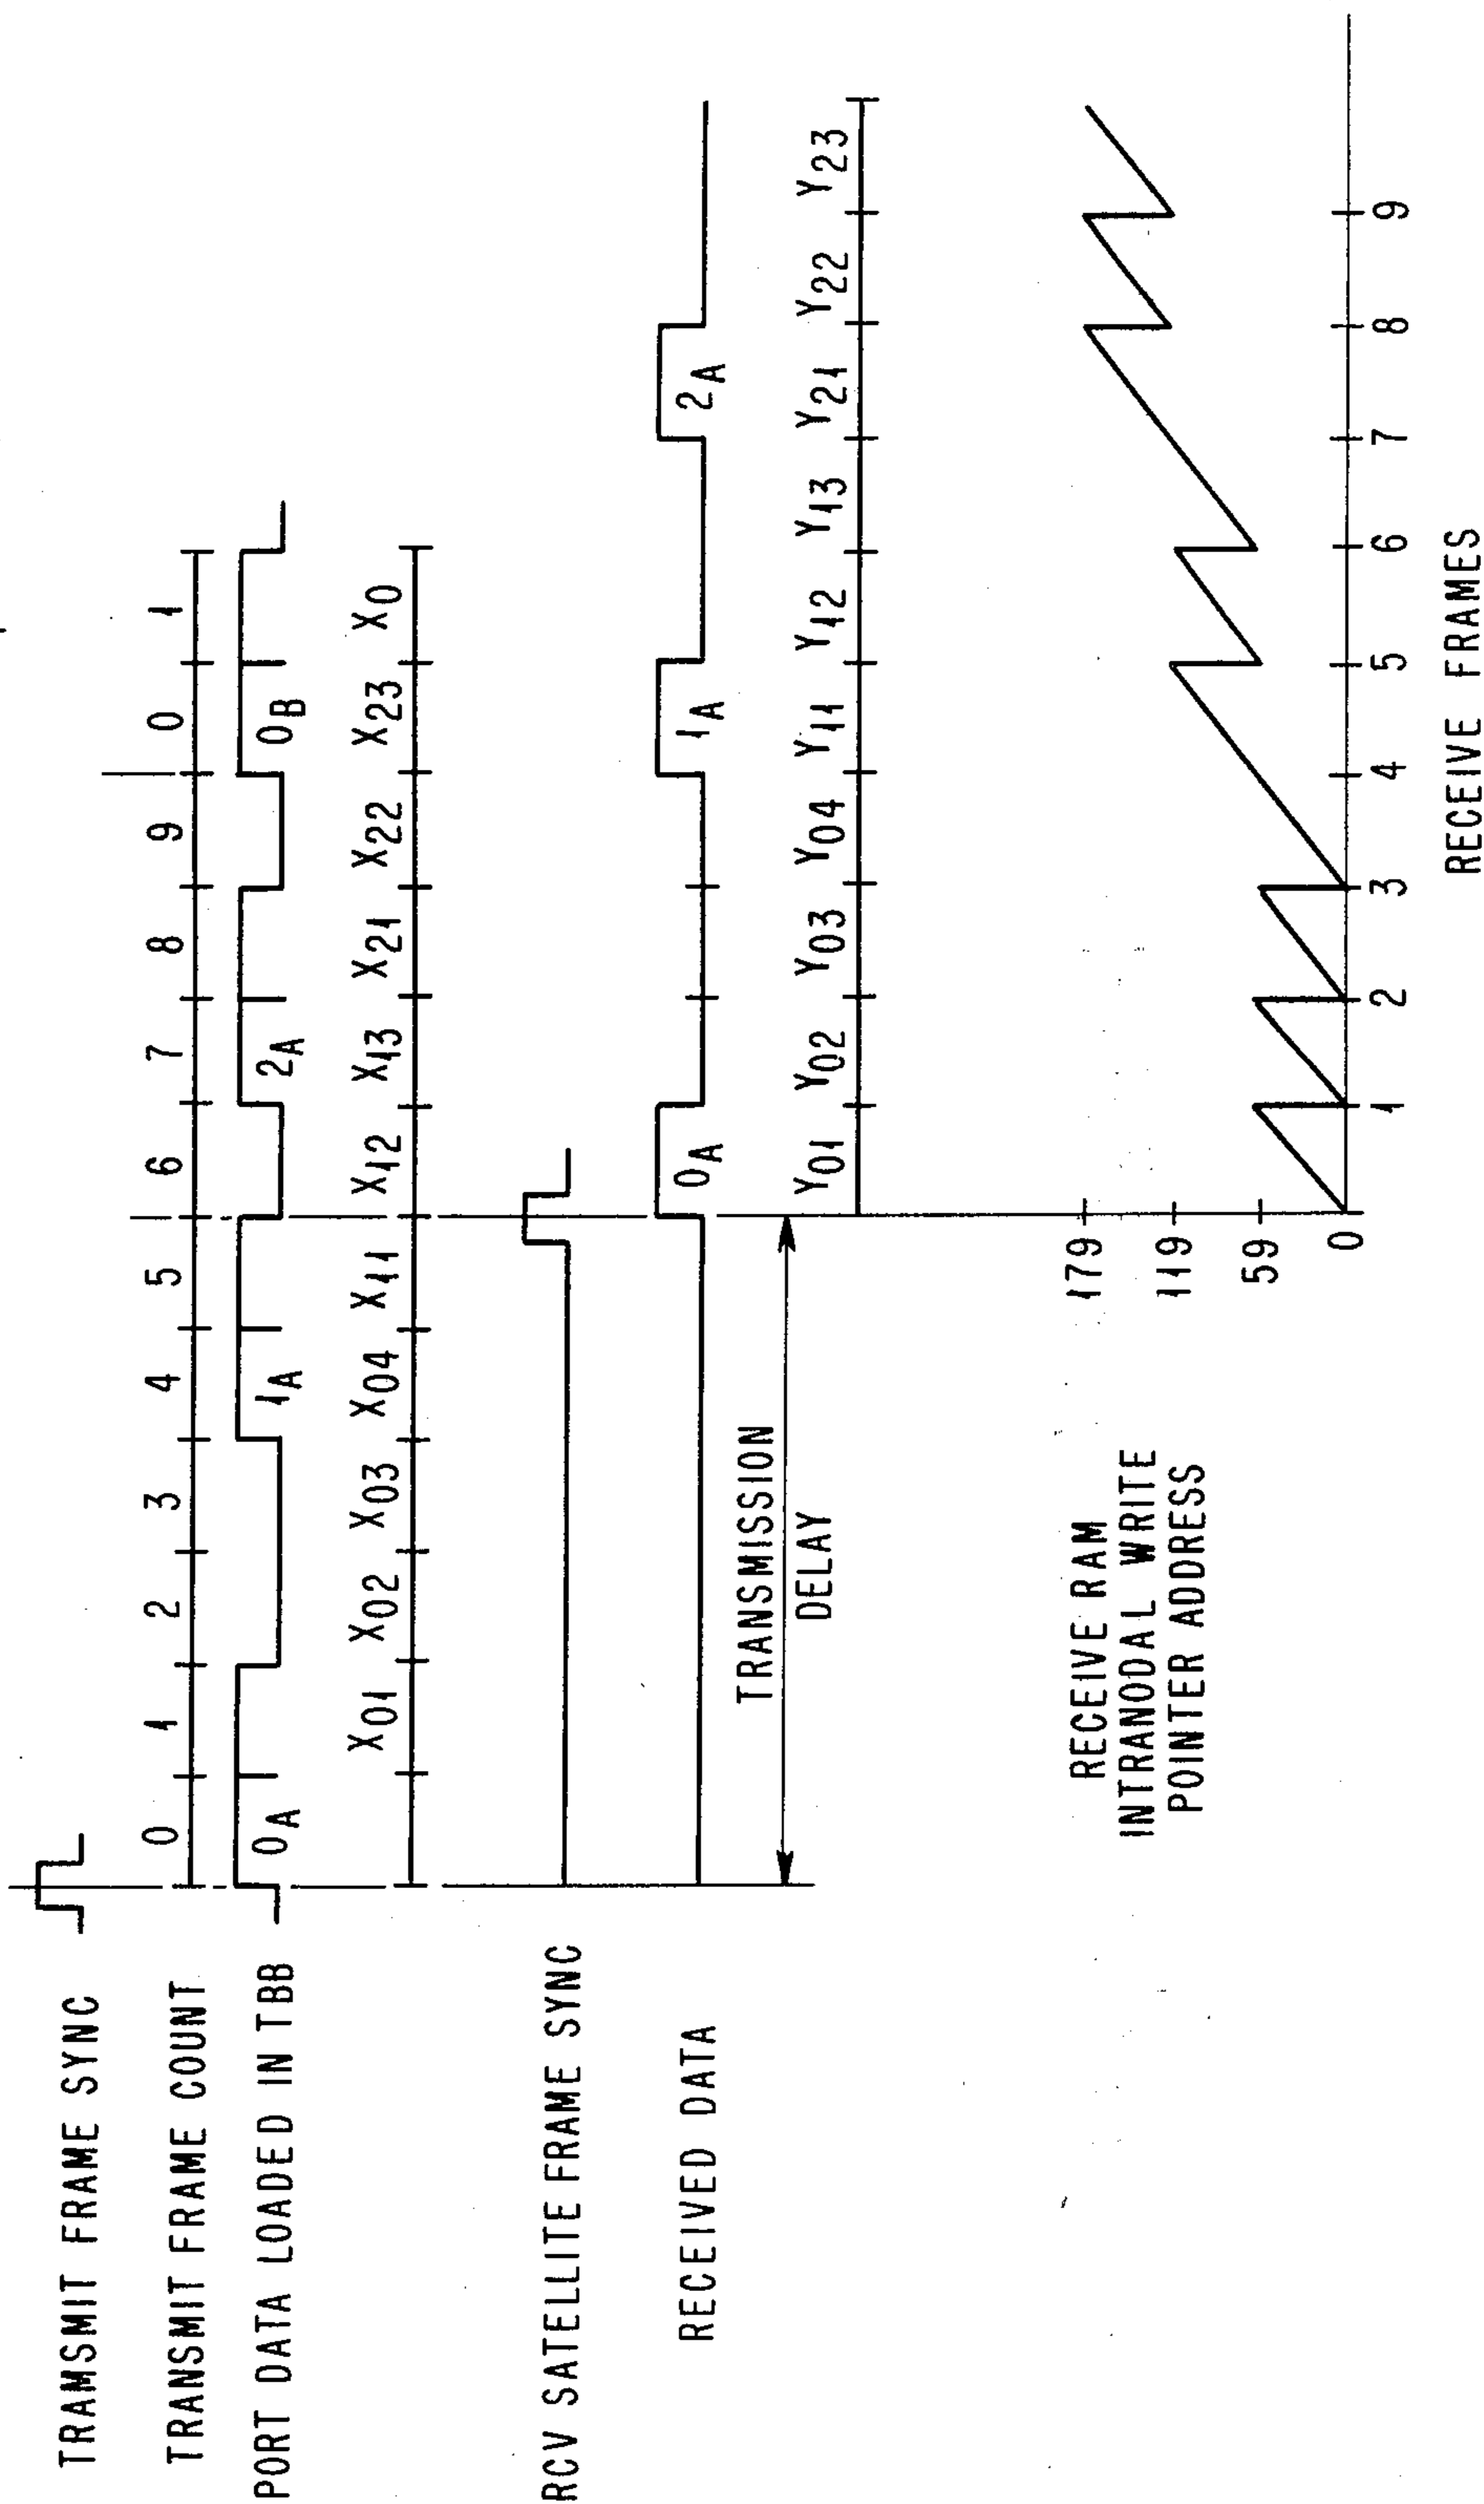 TRANSMIT FRAME SYNC
TRANSMIT FRAME COUNT
0 1 2 3 4 5 6 7 8 9 0 1
PORT DATA LOADED IN TBB
0A 1A 2A 0B
X01 X02 X03 X04 X11 X12 X13 X21 X22 X23 X0
RCV SATELLITE FRAME SYNC
RECEIVED DATA
0A 1A 2A
TRANSMISSION
DELAY
Y01 Y02 Y03 Y04 Y11 Y12 Y13 Y21 Y22 Y23
RECEIVE RAM
INTRANODAL WRITE
POINTER ADDRESS
179
119
59
0
1 2 3 4 5 6 7 8 9
RECEIVE FRAMES